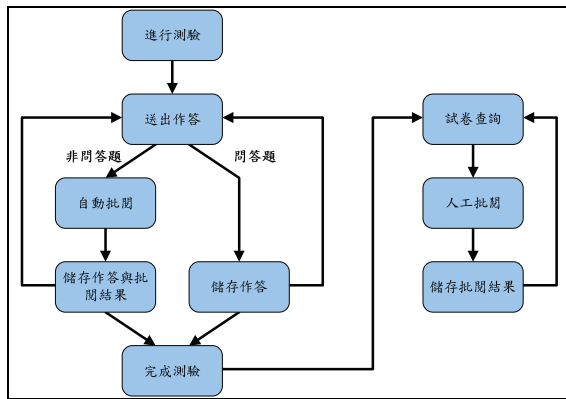 進行測驗
送出作答
非問答題
問答題
自動批閱
儲存作答與批
閱結果
儲存作答
完成測驗
試卷查詢
人工批閱
儲存批閱結果